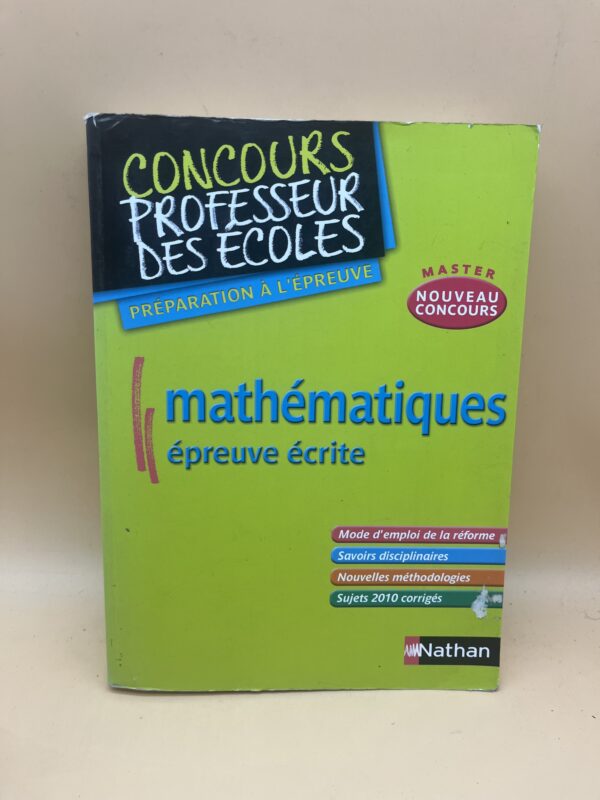 CONCOURS
PROFESSEUR
DES ÉCOLES
PRÉPARATION À L'ÉPREUVE
MASTER
NOUVEAU
CONCOURS
mathématiques
épreuve écrite
Mode d'emploi de la réforme
Savoirs disciplinaires
Nouvelles méthodologies
Sujets 2010 corrigés
Nathan